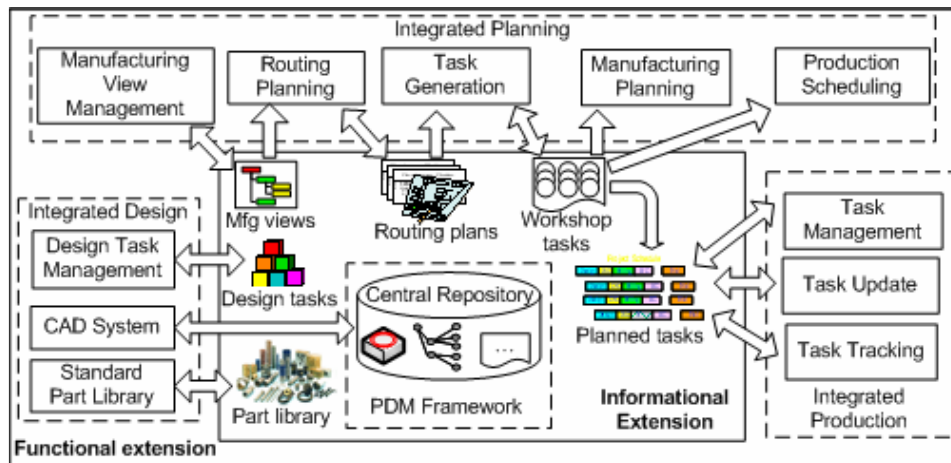 Integrated Planning
Manufacturing
View
Management
Routing
Planning
Task
Generation
Manufacturing
Planning
Production
Scheduling
Mfg views
Routing plans
Workshop
tasks
Integrated Design
Design Task
Management
CAD System
Standard
Part Library
Design tasks
Part library
Central Repository
...
PDM Framework
Planned tasks
Informational
Extension
Task
Management
Task Update
Task Tracking
Integrated
Production
Functional extension